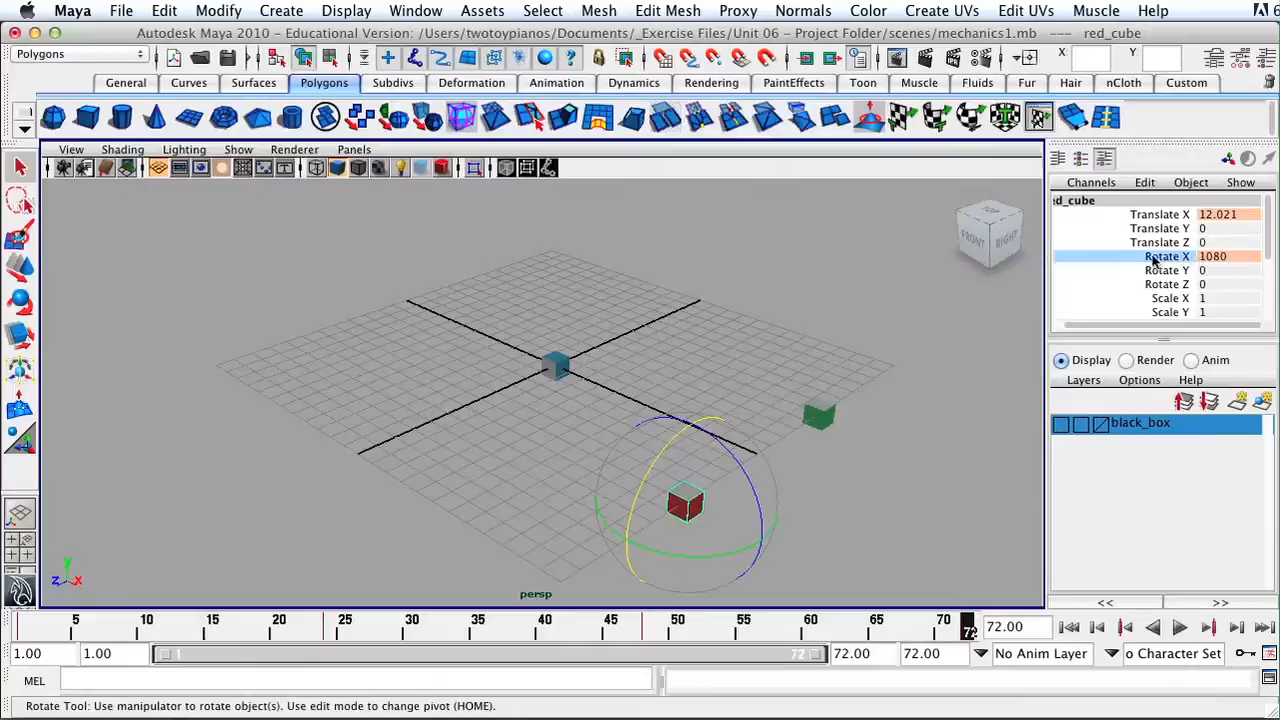 Maya File Edit Modify Create Display Window Assets Select Mesh Edit Mesh Proxy Normals Color Create UVs Edit UVs Muscle Help 6
Autodesk Maya 2010 - Educational Version: /Users/twotoypianos/Documents/_Exercise Files/Unit 06 - Project Folder/scenes/mechanics1.mb --- red_cube
Polygons X Y
General Curves Surfaces Polygons Subdivs Deformation Animation Dynamics Rendering PaintEffects Toon Muscle Fluids Fur Hair nCloth Custom
View Shading Lighting Show Renderer Panels
Channels Edit Object Show
ed_cube
Translate X 12.021
Translate Y 0
Translate Z 0
Rotate X 1080
Rotate Y 0
Rotate Z 0
Scale X 1
Scale Y 1
TOP
FRONT RIGHT
Display Render Anim
Layers Options Help
black_box
y
z x
persp
<< >>
5 10 15 20 25 30 35 40 45 50 55 60 65 70 72 72.00
1.00 1.00 1 72 72.00 72.00 No Anim Layer o Character Set
MEL
Rotate Tool: Use manipulator to rotate object(s). Use edit mode to change pivot (HOME).